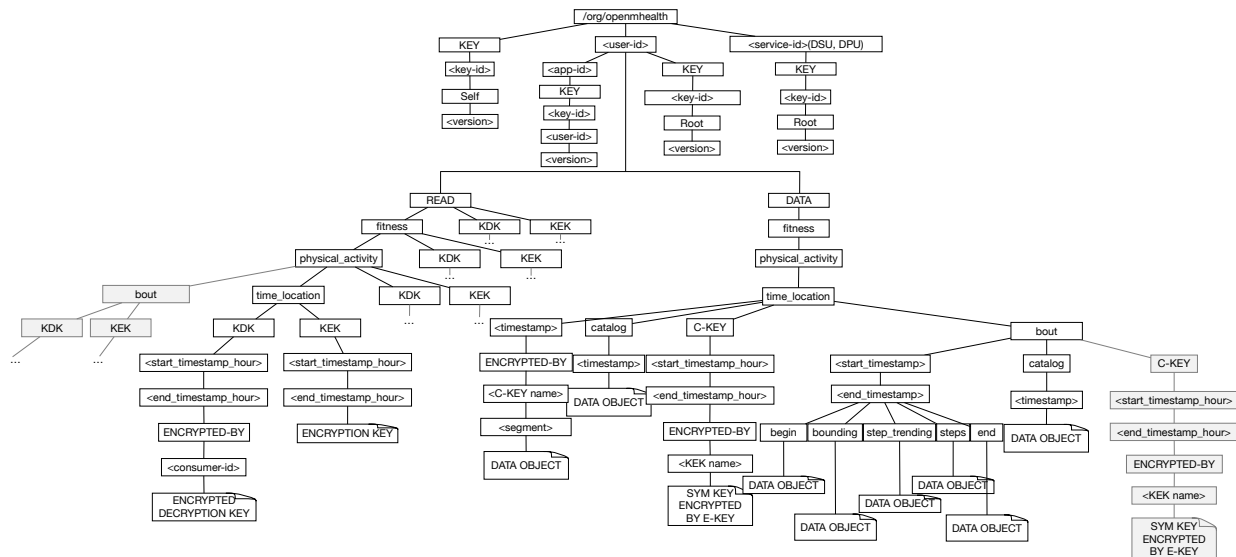 /org/openmhealth
KEY
<user-id>
<service-id>(DSU, DPU)
<key-id>
<app-id>
KEY
KEY
Self
KEY
<key-id>
<key-id>
<version>
<key-id>
Root
Root
<user-id>
<version>
<version>
<version>
READ
DATA
fitness
KDK
KEK
fitness
...
...
physical_activity
KDK
KEK
physical_activity
...
...
bout
time_location
KDK
KEK
time_location
...
...
KDK
KEK
KDK
KEK
<timestamp>
catalog
C-KEY
bout
...
...
<start_timestamp_hour>
<start_timestamp_hour>
ENCRYPTED-BY
<timestamp>
<start_timestamp_hour>
<start_timestamp>
catalog
C-KEY
<end_timestamp_hour>
<end_timestamp_hour>
<C-KEY name>
DATA OBJECT
<end_timestamp_hour>
<end_timestamp>
<timestamp>
<start_timestamp_hour>
ENCRYPTED-BY
ENCRYPTION KEY
<segment>
ENCRYPTED-BY
begin
bounding
step_trending
steps
end
DATA OBJECT
<end_timestamp_hour>
<consumer-id>
DATA OBJECT
<KEK name>
ENCRYPTED-BY
ENCRYPTED
DECRYPTION KEY
SYM KEY
ENCRYPTED
BY E-KEY
DATA OBJECT
DATA OBJECT
<KEK name>
DATA OBJECT
DATA OBJECT
DATA OBJECT
SYM KEY
ENCRYPTED
BY E-KEY